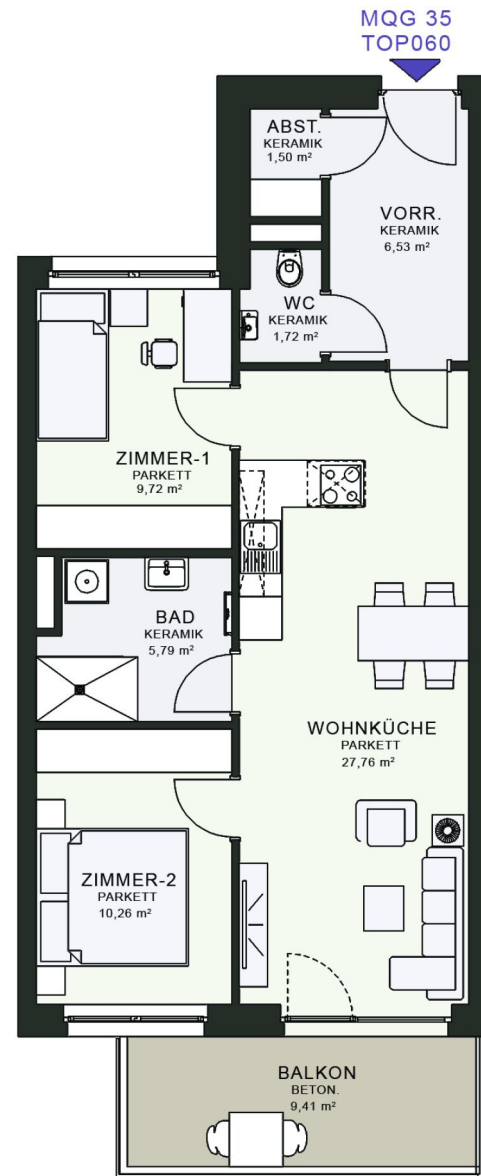 MQG 35
TOP060
ABST.
KERAMIK
1,50 m²
VORR.
KERAMIK
6,53 m²
WC
KERAMIK
1,72 m²
ZIMMER-1
PARKETT
9,72 m²
BAD
KERAMIK
5,79 m²
WOHNKÜCHE
PARKETT
27,76 m²
ZIMMER-2
PARKETT
10,26 m²
BALKON
BETON.
9,41 m²